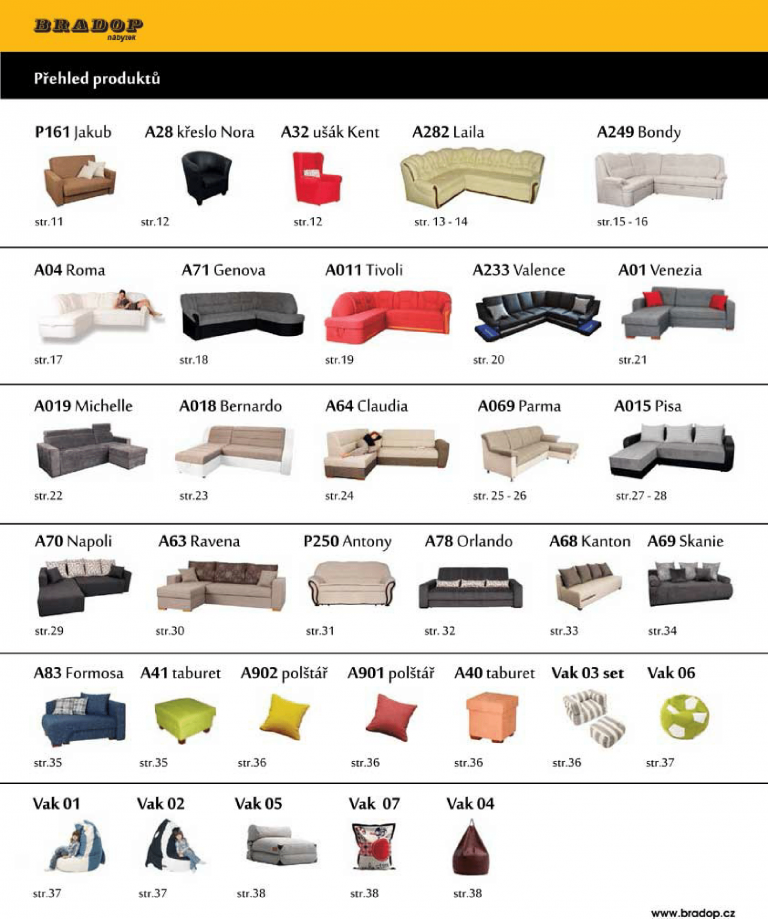 BRADOP
nábytek
Přehled produktů
P161 Jakub A28 křeslo Nora A32 ušák Kent A282 Laila A249 Bondy
str.11 str.12 str.12 str. 13 - 14 str.15 - 16
A04 Roma A71 Genova A011 Tivoli A233 Valence A01 Venezia
str.17 str.18 str.19 str. 20 str.21
A019 Michelle A018 Bernardo A64 Claudia A069 Parma A015 Pisa
str.22 str.23 str.24 str. 25 - 26 str.27 - 28
A70 Napoli A63 Ravena P250 Antony A78 Orlando A68 Kanton A69 Skanie
str.29 str.30 str.31 str. 32 str.33 str.34
A83 Formosa A41 taburet A902 polštář A901 polštář A40 taburet Vak 03 set Vak 06
str.35 str.35 str.36 str.36 str.36 str.36 str.37
Vak 01 Vak 02 Vak 05 Vak 07 Vak 04
str.37 str.37 str.38 str.38 str.38
www.bradop.cz